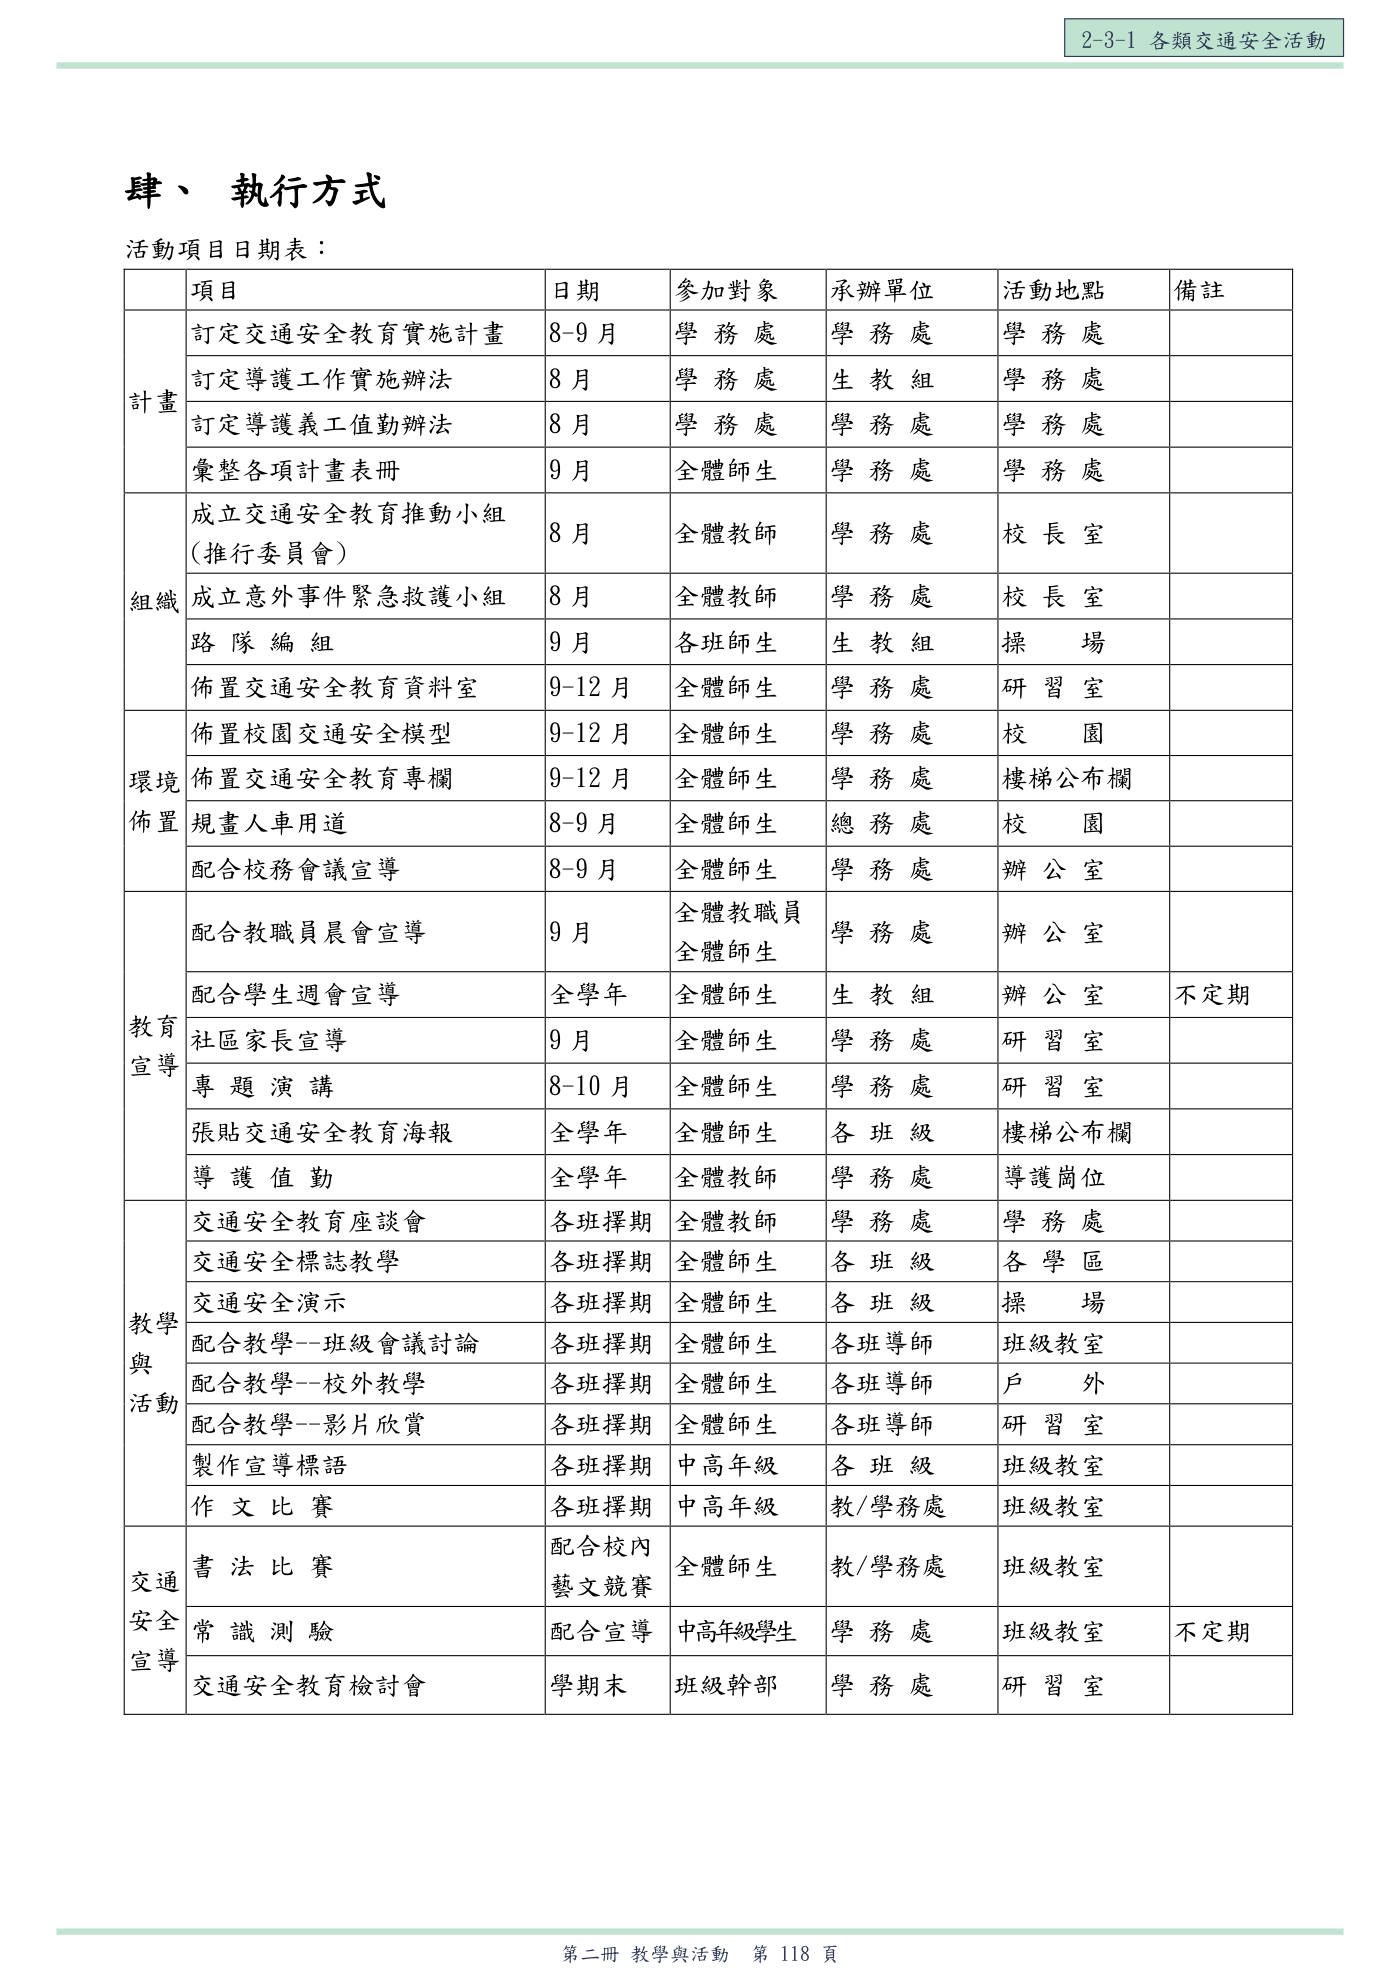 2-3-1 各類交通安全活動
肆、 執行方式
活動項目日期表：
項目 日期 參加對象 承辦單位 活動地點 備註
計畫
訂定交通安全教育實施計畫 8-9 月 學 務 處 學 務 處 學 務 處
訂定導護工作實施辦法 8 月 學 務 處 生 教 組 學 務 處
訂定導護義工值勤辦法 8 月 學 務 處 學 務 處 學 務 處
彙整各項計畫表冊 9 月 全體師生 學 務 處 學 務 處
組織
成立交通安全教育推動小組
(推行委員會) 8 月 全體教師 學 務 處 校 長 室
成立意外事件緊急救護小組 8 月 全體教師 學 務 處 校 長 室
路 隊 編 組 9 月 各班師生 生 教 組 操 場
佈置交通安全教育資料室 9-12 月 全體師生 學 務 處 研 習 室
環境
佈置
佈置校園交通安全模型 9-12 月 全體師生 學 務 處 校 園
佈置交通安全教育專欄 9-12 月 全體師生 學 務 處 樓梯公布欄
規畫人車用道 8-9 月 全體師生 總 務 處 校 園
配合校務會議宣導 8-9 月 全體師生 學 務 處 辦 公 室
教育
宣導
配合教職員晨會宣導 9 月 全體教職員
全體師生 學 務 處 辦 公 室
配合學生週會宣導 全學年 全體師生 生 教 組 辦 公 室 不定期
社區家長宣導 9 月 全體師生 學 務 處 研 習 室
專 題 演 講 8-10 月 全體師生 學 務 處 研 習 室
張貼交通安全教育海報 全學年 全體師生 各 班 級 樓梯公布欄
導 護 值 勤 全學年 全體教師 學 務 處 導護崗位
教學
與
活動
交通安全教育座談會 各班擇期 全體教師 學 務 處 學 務 處
交通安全標誌教學 各班擇期 全體師生 各 班 級 各 學 區
交通安全演示 各班擇期 全體師生 各 班 級 操 場
配合教學--班級會議討論 各班擇期 全體師生 各班導師 班級教室
配合教學--校外教學 各班擇期 全體師生 各班導師 戶 外
配合教學--影片欣賞 各班擇期 全體師生 各班導師 研 習 室
製作宣導標語 各班擇期 中高年級 各 班 級 班級教室
作 文 比 賽 各班擇期 中高年級 教/學務處 班級教室
交通
安全
宣導
書 法 比 賽 配合校內
藝文競賽 全體師生 教/學務處 班級教室
常 識 測 驗 配合宣導 中高年級學生 學 務 處 班級教室 不定期
交通安全教育檢討會 學期末 班級幹部 學 務 處 研 習 室
第二冊 教學與活動 第 118 頁